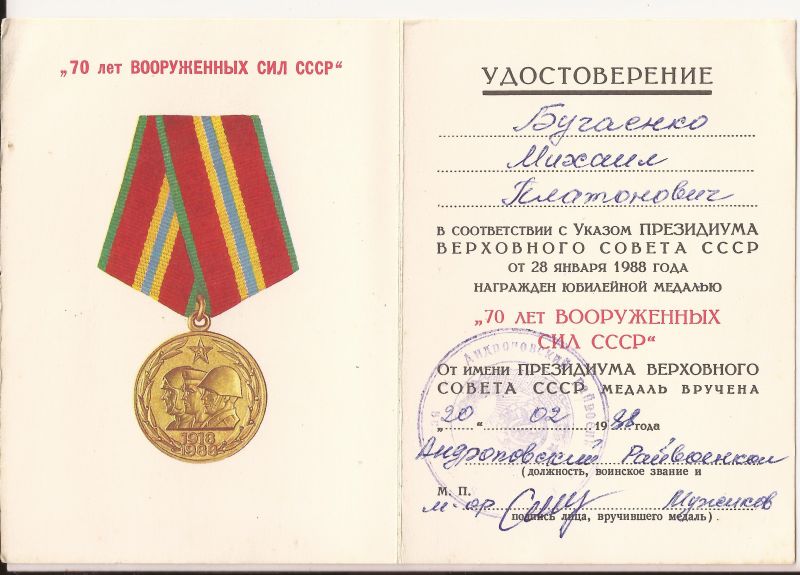 „70 лет ВООРУЖЕННЫХ СИЛ СССР“
1918
1988
УДОСТОВЕРЕНИЕ
Бугаенко
Михаил
Платонович
В СООТВЕТСТВИИ С УКАЗОМ ПРЕЗИДИУМА
ВЕРХОВНОГО СОВЕТА СССР
ОТ 28 ЯНВАРЯ 1988 ГОДА
НАГРАЖДЕН ЮБИЛЕЙНОЙ МЕДАЛЬЮ
„70 ЛЕТ ВООРУЖЕННЫХ
СИЛ СССР“
ОТ ИМЕНИ ПРЕЗИДИУМА ВЕРХОВНОГО
СОВЕТА СССР МЕДАЛЬ ВРУЧЕНА
„20“ 02 1988 года
Андроповский Райвоенком
(должность, воинское звание и
М. П.
м-ор Мужиков
подпись лица, вручившего медаль)